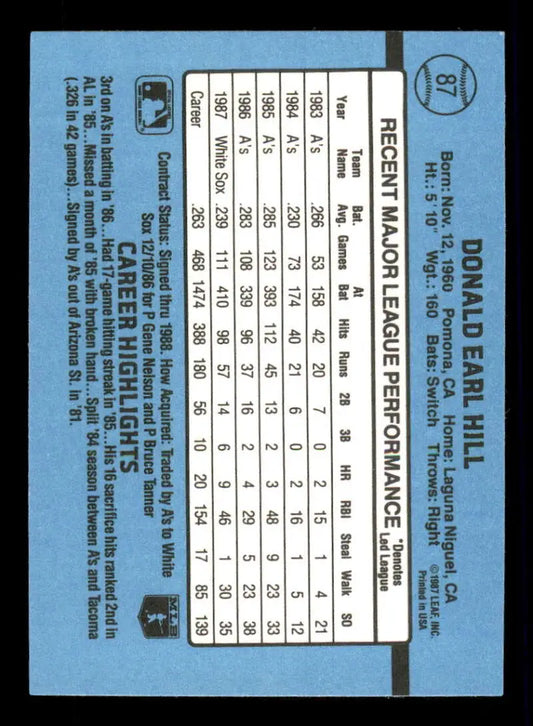 87
DONALD EARL HILL
Born: Nov. 12, 1960 Pomona, CA Home: Laguna Niguel, CA
Ht.: 5' 10" Wgt.: 160 Bats: Switch Throws: Right
©1987 LEAF, INC.
Printed in USA
RECENT MAJOR LEAGUE PERFORMANCE *Denotes Led League
Year Team Name Bat. Avg. Games At Bat Hits Runs 2B 3B HR RBI Steal Walk SO
1983 A's .266 53 158 42 20 7 0 2 15 1 4 21
1984 A's .230 73 174 40 21 6 0 2 16 1 5 12
1985 A's .285 123 393 112 45 13 2 3 48 9 23 33
1986 A's .283 108 339 96 37 16 2 4 29 5 23 38
1987 White Sox .239 111 410 98 57 14 6 9 46 1 30 35
Career .263 468 1474 388 180 56 10 20 154 17 85 139
Contract Status: Signed thru 1988. How Acquired: Traded by A's to White
Sox 12/10/86 for P Gene Nelson and P Bruce Tanner
MLB
CAREER HIGHLIGHTS
3rd on A's in batting in '86...Had 17-game hitting streak in '85...His 16 sacrifice hits ranked 2nd in
AL in '85...Missed a month of '85 with broken hand...Split '84 season between A's and Tacoma
(.326 in 42 games)...Signed by A's out of Arizona St. in '81.